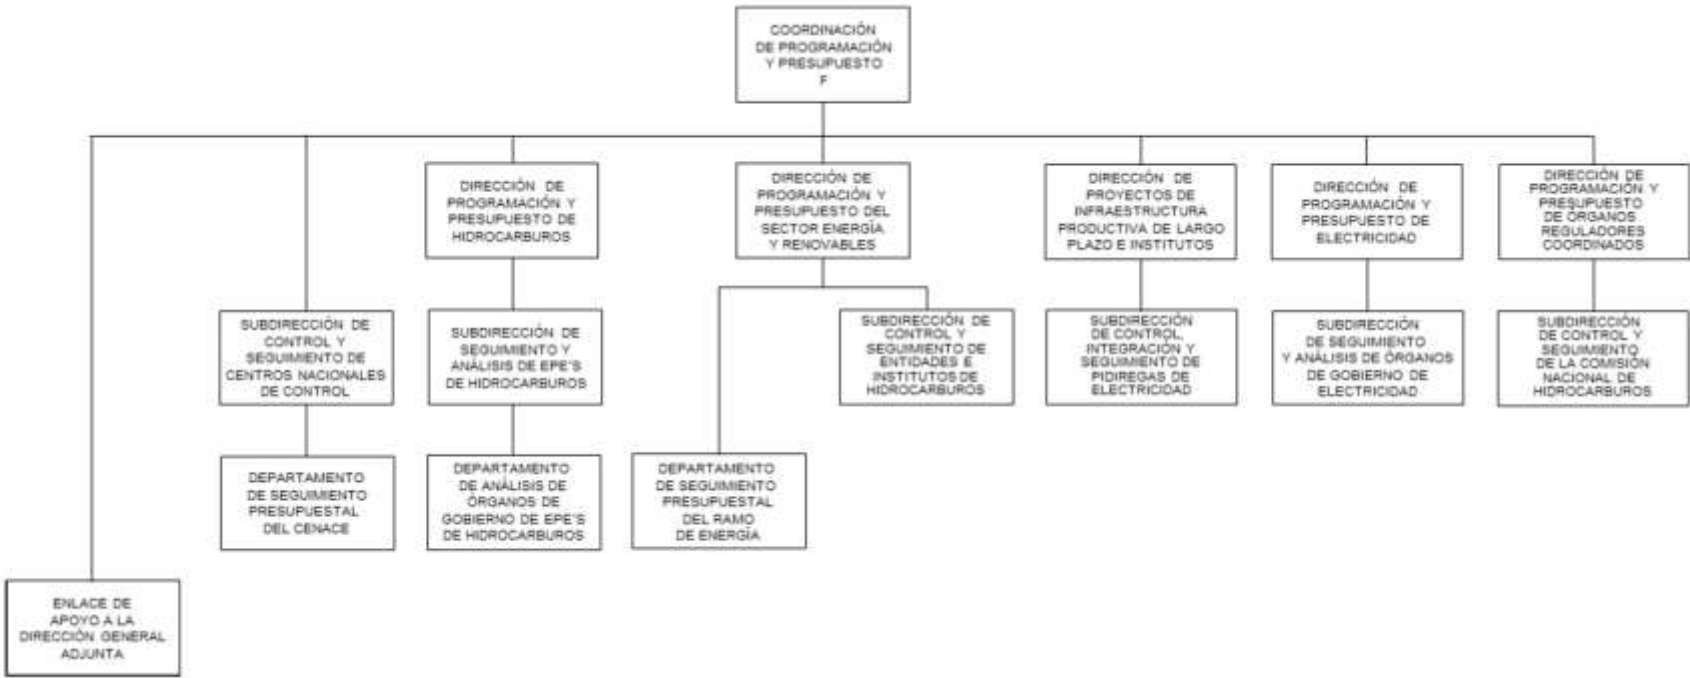 COORDINACIÓN
DE PROGRAMACIÓN
Y PRESUPUESTO
F
DIRECCIÓN DE
PROGRAMACIÓN Y
PRESUPUESTO DE
HIDROCARBUROS
DIRECCIÓN DE
PROGRAMACIÓN Y
PRESUPUESTO DEL
SECTOR ENERGÍA
Y RENOVABLES
DIRECCIÓN DE
PROYECTOS DE
INFRAESTRUCTURA
PRODUCTIVA DE LARGO
PLAZO E INSTITUTOS
DIRECCIÓN DE
PROGRAMACIÓN Y
PRESUPUESTO DE
ELECTRICIDAD
DIRECCIÓN DE
PROGRAMACIÓN Y
PRESUPUESTO
DE ÓRGANOS
REGULADORES
COORDINADOS
SUBDIRECCIÓN DE
CONTROL Y
SEGUIMIENTO DE
CENTROS NACIONALES
DE CONTROL
SUBDIRECCIÓN DE
SEGUIMIENTO Y
ANÁLISIS DE EPE'S
DE HIDROCARBUROS
SUBDIRECCIÓN DE
CONTROL Y
SEGUIMIENTO DE
ENTIDADES E
INSTITUTOS DE
HIDROCARBUROS
SUBDIRECCIÓN
DE CONTROL,
INTEGRACIÓN Y
SEGUIMIENTO DE
PIDIREGAS DE
ELECTRICIDAD
SUBDIRECCIÓN
DE SEGUIMIENTO
Y ANÁLISIS DE ÓRGANOS
DE GOBIERNO DE
ELECTRICIDAD
SUBDIRECCIÓN
DE CONTROL Y
SEGUIMIENTO
DE LA COMISIÓN
NACIONAL DE
HIDROCARBUROS
DEPARTAMENTO
DE SEGUIMIENTO
PRESUPUESTAL
DEL CENACE
DEPARTAMENTO
DE ANÁLISIS DE
ÓRGANOS DE
GOBIERNO DE EPE'S
DE HIDROCARBUROS
DEPARTAMENTO
DE SEGUIMIENTO
PRESUPUESTAL
DEL RAMO
DE ENERGÍA
ENLACE DE
APOYO A LA
DIRECCIÓN GENERAL
ADJUNTA